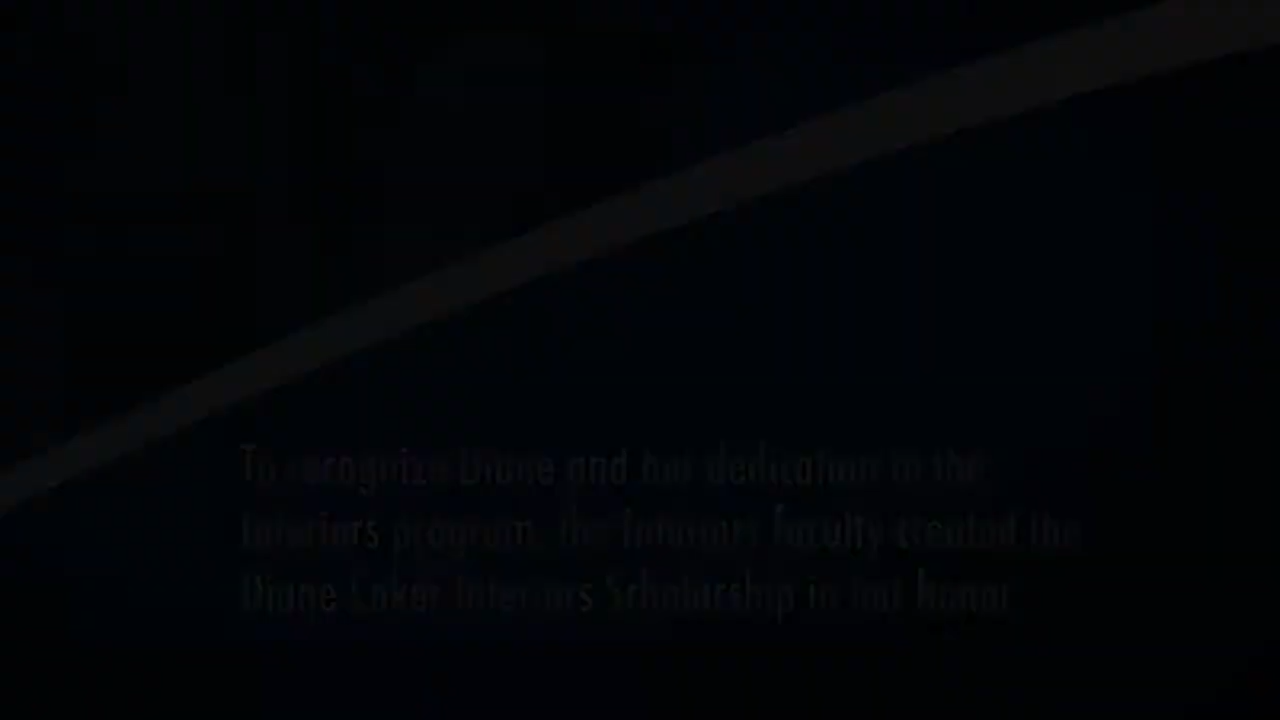 To recognize Diane and her dedication to the
Interiors program, the Interiors faculty created the
Diane Coker Interiors Scholarship in her honor